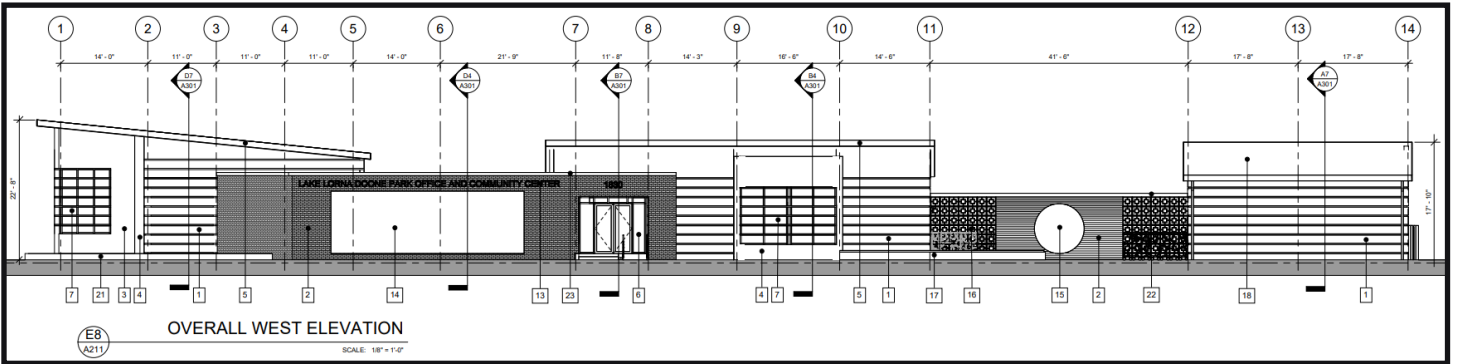 1 2 3 4 5 6 7 8 9 10 11 12 13 14
14' - 0" 11' - 0" 11' - 0" 11' - 0" 14' - 0" 21' - 9" 11' - 8" 14' - 3" 16' - 6" 14' - 6" 41' - 6" 17' - 8" 17' - 8"
D7 D4 B7 B4 A7
A301 A301 A301 A301 A301
22' - 8"
17' - 10"
LAKE LORNA DOONE PARK OFFICE AND COMMUNITY CENTER
7 21 3 4 1 5 2 14 13 23 6 4 7 5 1 17 16 15 2 22 18 1
E8
A211
OVERALL WEST ELEVATION
SCALE: 1/8" = 1'-0"